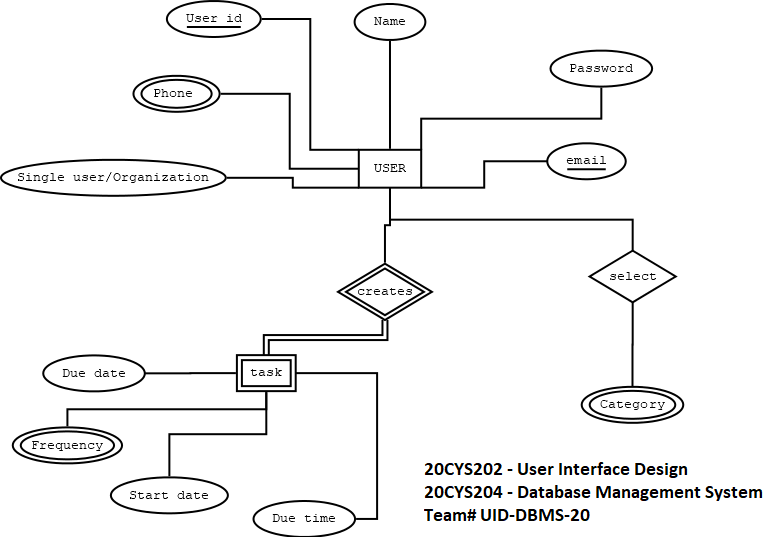 User id
Name
Password
Phone
USER
email
Single user/Organization
select
creates
Due date
task
Category
Frequency
Start date
Due time
20CYS202 - User Interface Design
20CYS204 - Database Management System
Team# UID-DBMS-20